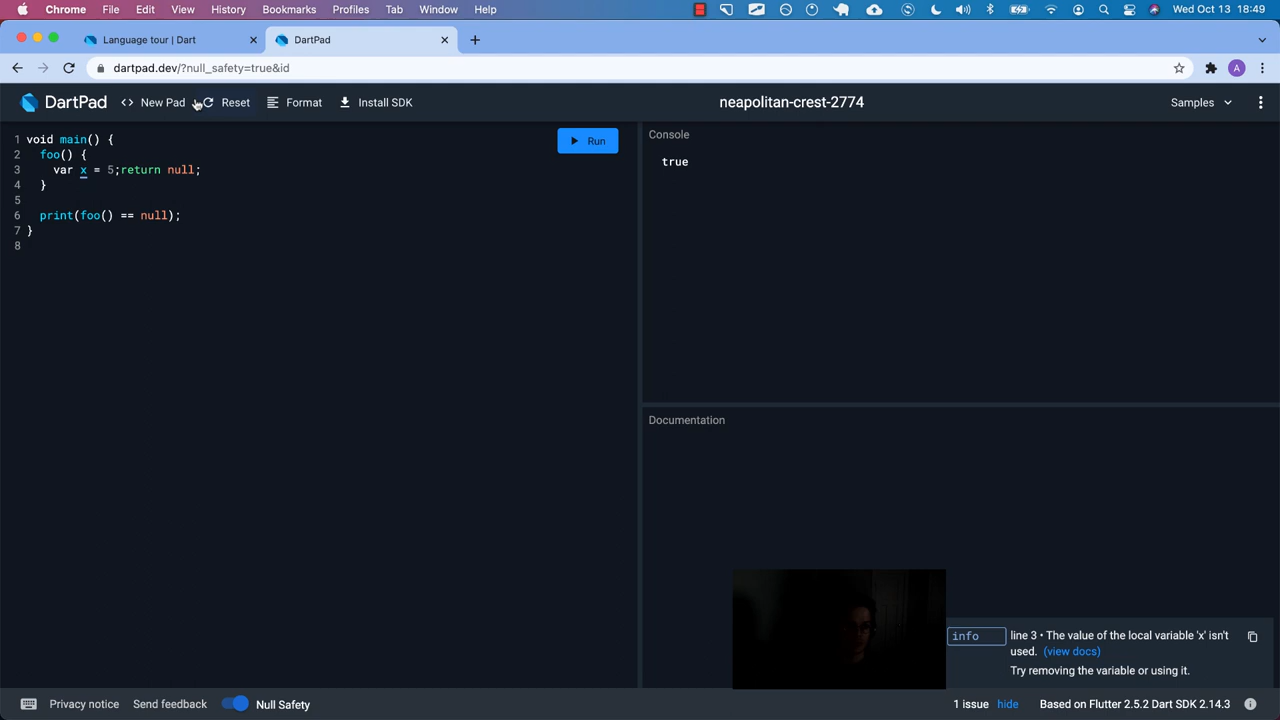 Chrome File Edit View History Bookmarks Profiles Tab Window Help Wed Oct 13 18:49
Language tour | Dart DartPad
dartpad.dev/?null_safety=true&id A
DartPad <> New Pad Reset Format Install SDK neapolitan-crest-2774 Samples
1 void main() {
2 foo() {
3 var x = 5;return null;
4 }
5
6 print(foo() == null);
7 }
8
Run
Console
true
Documentation
info line 3 • The value of the local variable 'x' isn't
used. (view docs)
Try removing the variable or using it.
Privacy notice Send feedback Null Safety 1 issue hide Based on Flutter 2.5.2 Dart SDK 2.14.3